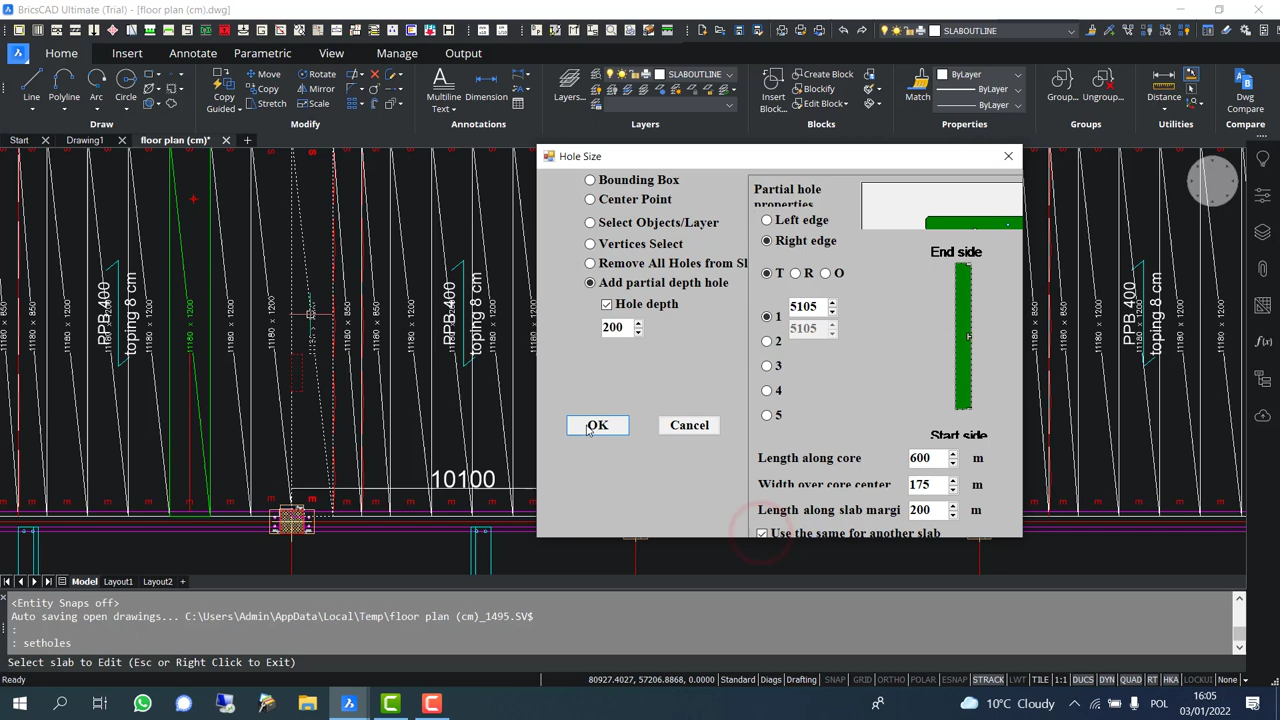 BricsCAD Ultimate (Trial) - [floor plan (cm).dwg]
SLABOUTLINE
Home Insert Annotate Parametric View Manage Output
Line Polyline Arc Circle
Draw
Copy Guided Move Copy Stretch Rotate Mirror Scale
Modify
Multiline Text Dimension
Annotations
Layers... SLABOUTLINE
Layers
Insert Block... Create Block Blockify Edit Block
Blocks
Match ByLayer ByLayer ByLayer
Properties
Group... Ungroup...
Groups
Distance
Utilities
Dwg Compare
Compare
Start Drawing1 floor plan (cm)*
Hole Size
Bounding Box
Center Point
Select Objects/Layer
Vertices Select
Remove All Holes from Sl
Add partial depth hole
Hole depth
200
OK Cancel
Partial hole properties
Left edge
Right edge
T R O
1 5105
5105
2
3
4
5
End side
Start side
Length along core 600 m
Width over core center 175 m
Length along slab margi 200 m
Use the same for another slab
PPB 400
toping 8 cm
11180 x 1200
10100
Model Layout1 Layout2
<Entity Snaps off>
Auto saving open drawings... C:\Users\Admin\AppData\Local\Temp\floor plan (cm)_1495.SV$
:
: setholes
Select slab to Edit (Esc or Right Click to Exit)
Ready 80927.4027, 57206.8868, 0.0000 Standard Diags Drafting SNAP GRID ORTHO POLAR ESNAP STRACK LWT TILE 1:1 DUCS DYN QUAD RT HKA LOCKUI None
10°C Cloudy POL 16:05
03/01/2022